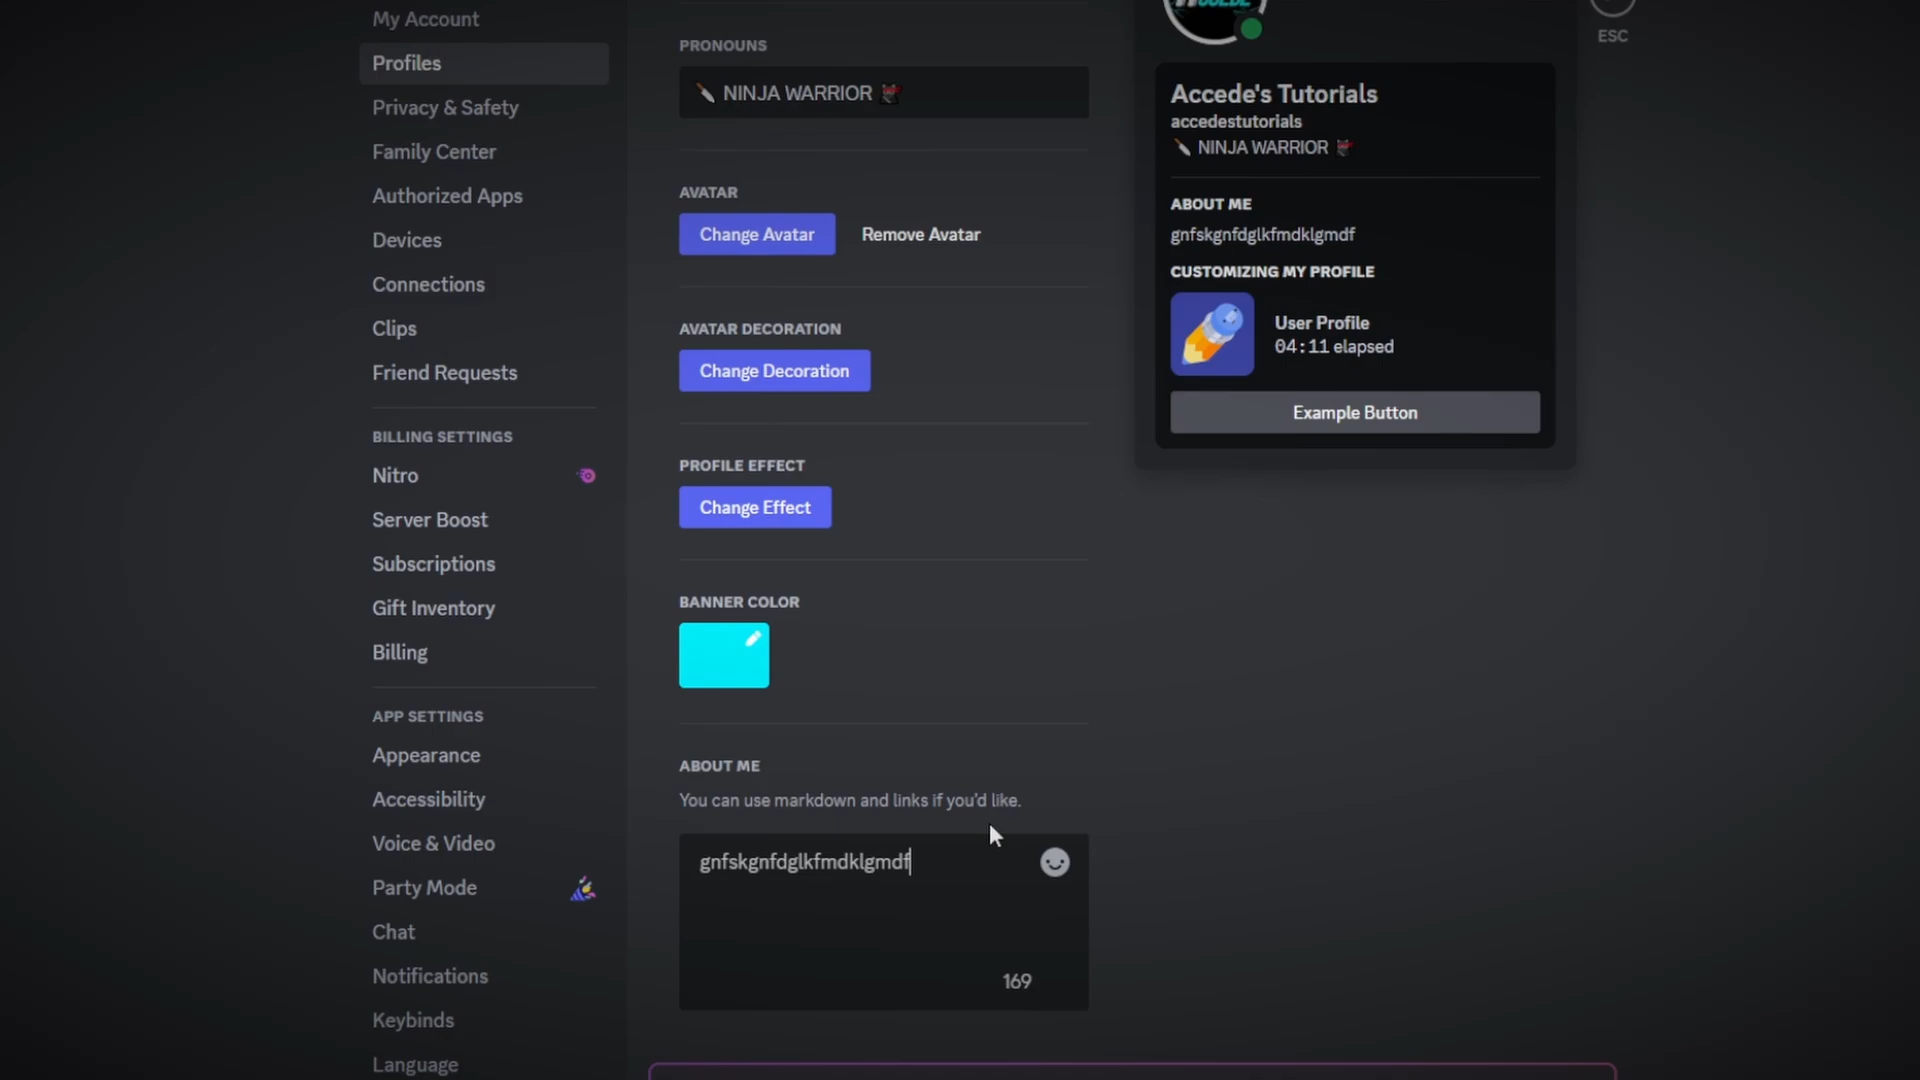 My Account
Profiles
Privacy & Safety
Family Center
Authorized Apps
Devices
Connections
Clips
Friend Requests
BILLING SETTINGS
Nitro
Server Boost
Subscriptions
Gift Inventory
Billing
APP SETTINGS
Appearance
Accessibility
Voice & Video
Party Mode
Chat
Notifications
Keybinds
Language
PRONOUNS
🔪 NINJA WARRIOR 🥷
AVATAR
Change Avatar
Remove Avatar
AVATAR DECORATION
Change Decoration
PROFILE EFFECT
Change Effect
BANNER COLOR
ABOUT ME
You can use markdown and links if you'd like.
gnfskgnfdglkfmdklgmdf
169
Accede's Tutorials
accedestutorials
🔪 NINJA WARRIOR 🥷
ABOUT ME
gnfskgnfdglkfmdklgmdf
CUSTOMIZING MY PROFILE
User Profile
04:11 elapsed
Example Button
ESC